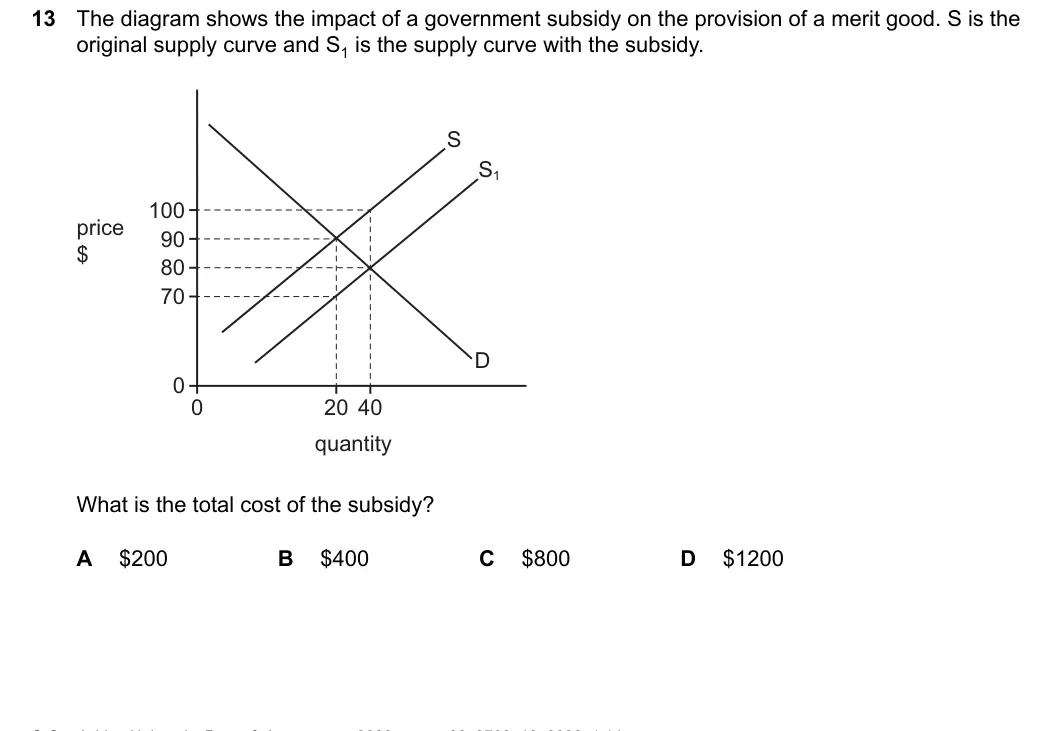 13 The diagram shows the impact of a government subsidy on the provision of a merit good. S is the
original supply curve and S₁ is the supply curve with the subsidy.
S
S₁
100
price
$
90
80
70
D
0
0
20 40
quantity
What is the total cost of the subsidy?
A $200 B $400 C $800 D $1200